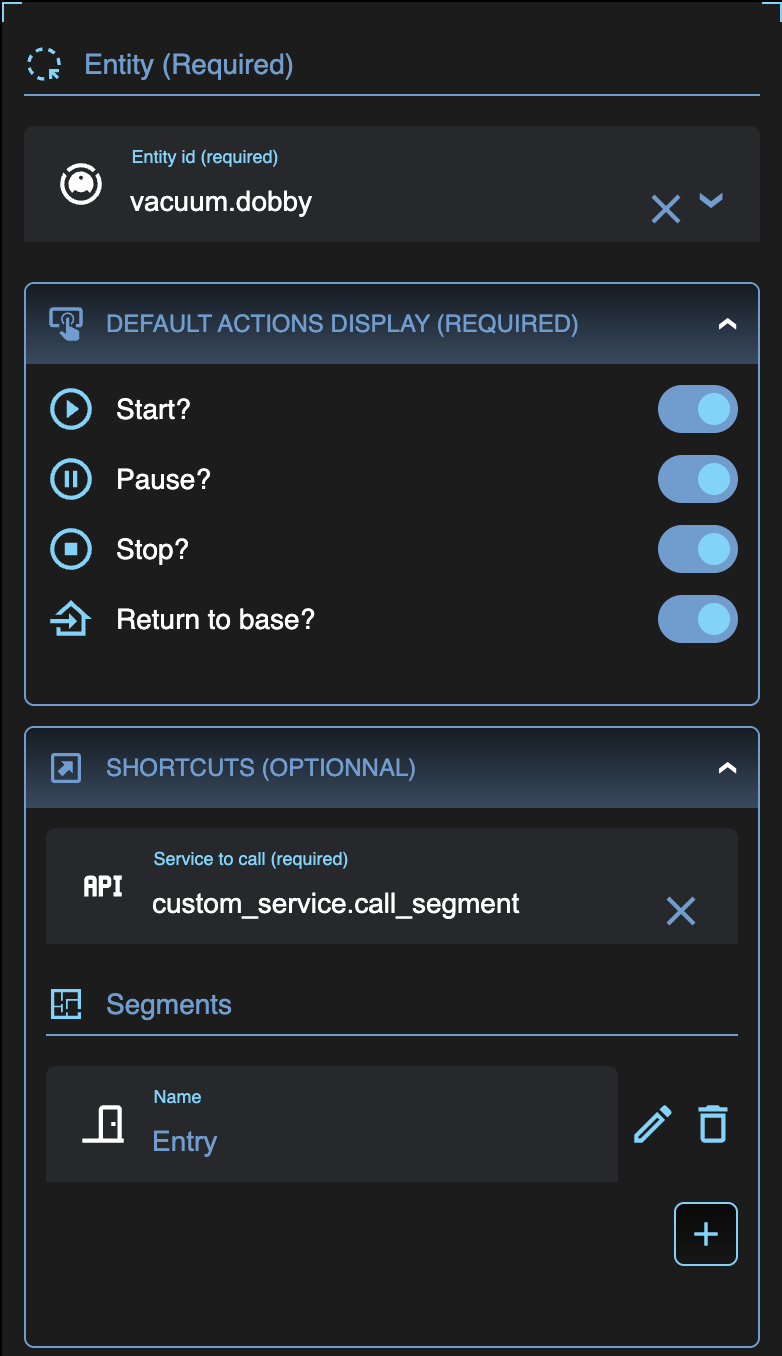 Entity (Required)
Entity id (required)
vacuum.dobby
DEFAULT ACTIONS DISPLAY (REQUIRED)
Start?
Pause?
Stop?
Return to base?
SHORTCUTS (OPTIONNAL)
Service to call (required)
API
custom_service.call_segment
Segments
Name
Entry